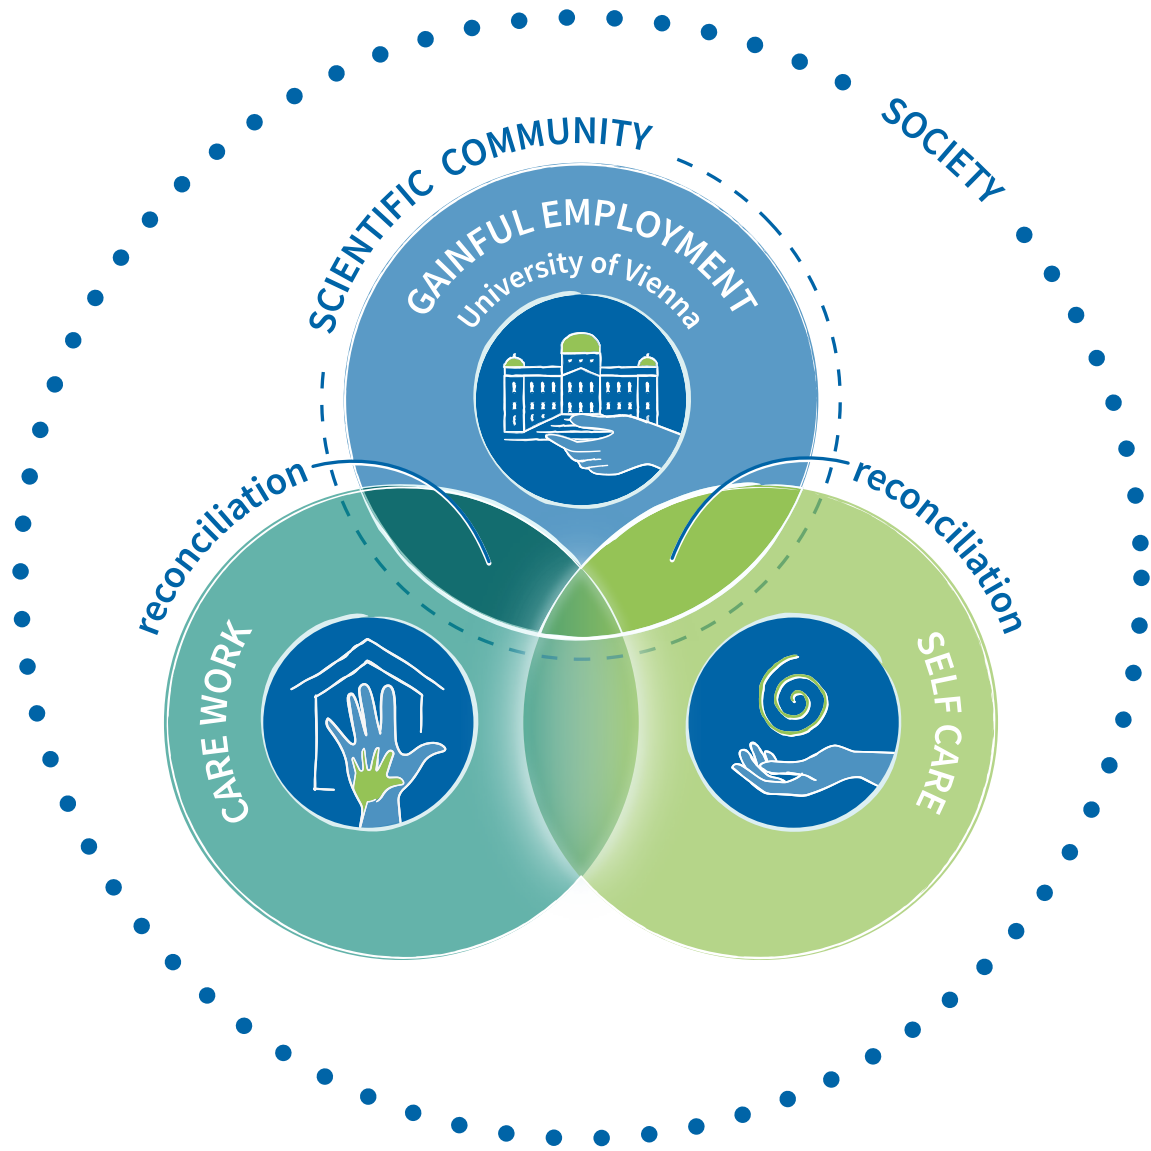 SOCIETY
SCIENTIFIC COMMUNITY
GAINFUL EMPLOYMENT
University of Vienna
reconciliation
reconciliation
CARE WORK
SELF CARE